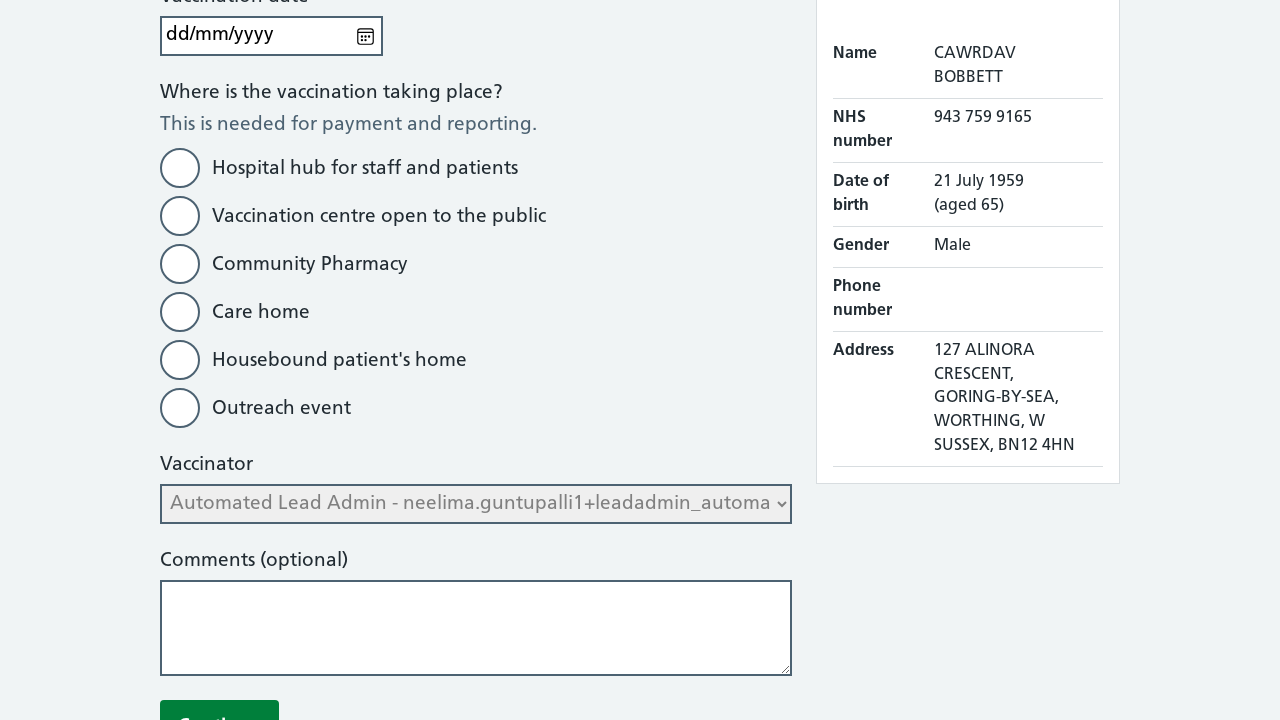 Vaccination date
dd/mm/yyyy
Where is the vaccination taking place?
This is needed for payment and reporting.
Hospital hub for staff and patients
Vaccination centre open to the public
Community Pharmacy
Care home
Housebound patient's home
Outreach event
Vaccinator
Automated Lead Admin - neelima.guntupalli1+leadadmin_automa
Comments (optional)
Continue
Name CAWRDAV
BOBBETT
NHS 943 759 9165
number
Date of 21 July 1959
birth (aged 65)
Gender Male
Phone
number
Address 127 ALINORA
CRESCENT,
GORING-BY-SEA,
WORTHING, W
SUSSEX, BN12 4HN